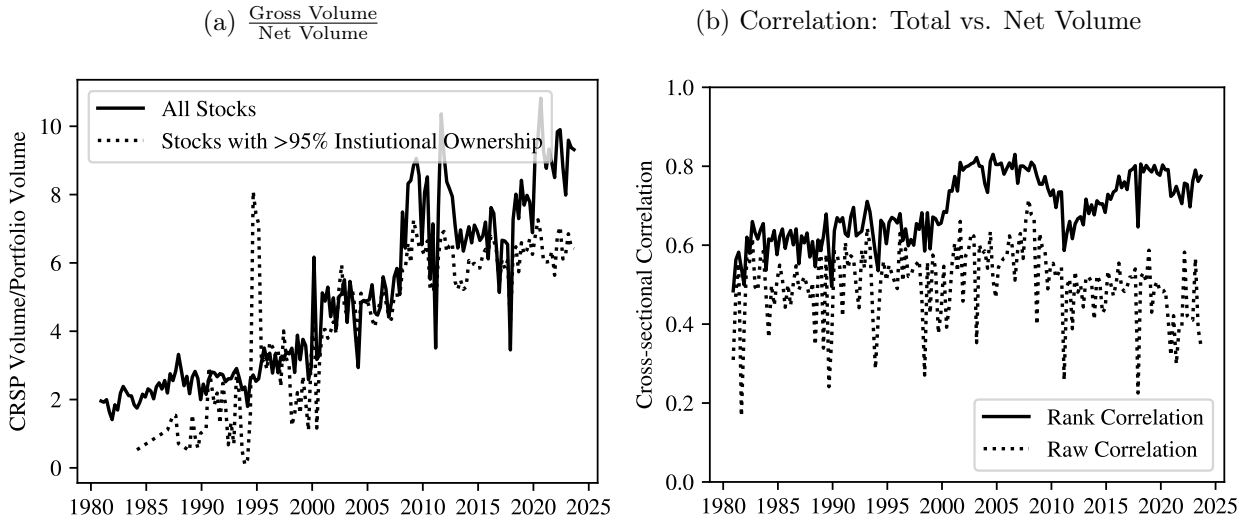 (a) Gross Volume / Net Volume
CRSP Volume/Portfolio Volume
All Stocks
Stocks with >95% Instiutional Ownership
10
8
6
4
2
0
1980 1985 1990 1995 2000 2005 2010 2015 2020 2025
(b) Correlation: Total vs. Net Volume
Cross-sectional Correlation
1.0
0.8
0.6
0.4
0.2
0.0
Rank Correlation
Raw Correlation
1980 1985 1990 1995 2000 2005 2010 2015 2020 2025